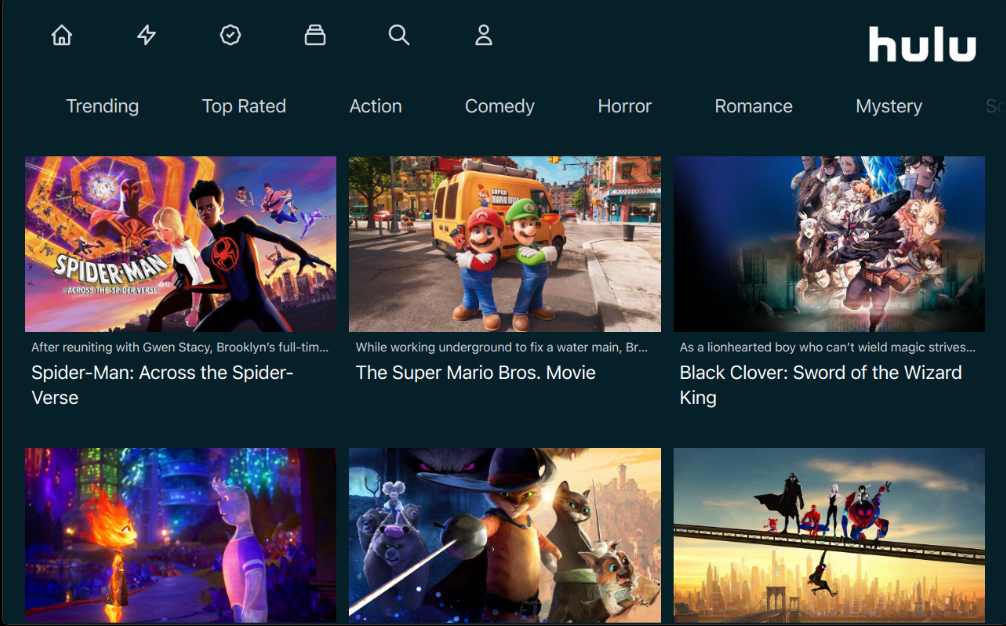 hulu
Trending Top Rated Action Comedy Horror Romance Mystery
SPIDER-MAN
ACROSS THE SPIDER-VERSE
SUPER
MARIO BROS
After reuniting with Gwen Stacy, Brooklyn’s full-tim...
Spider-Man: Across the Spider-
Verse
While working underground to fix a water main, Br...
The Super Mario Bros. Movie
As a lionhearted boy who can’t wield magic strives...
Black Clover: Sword of the Wizard
King